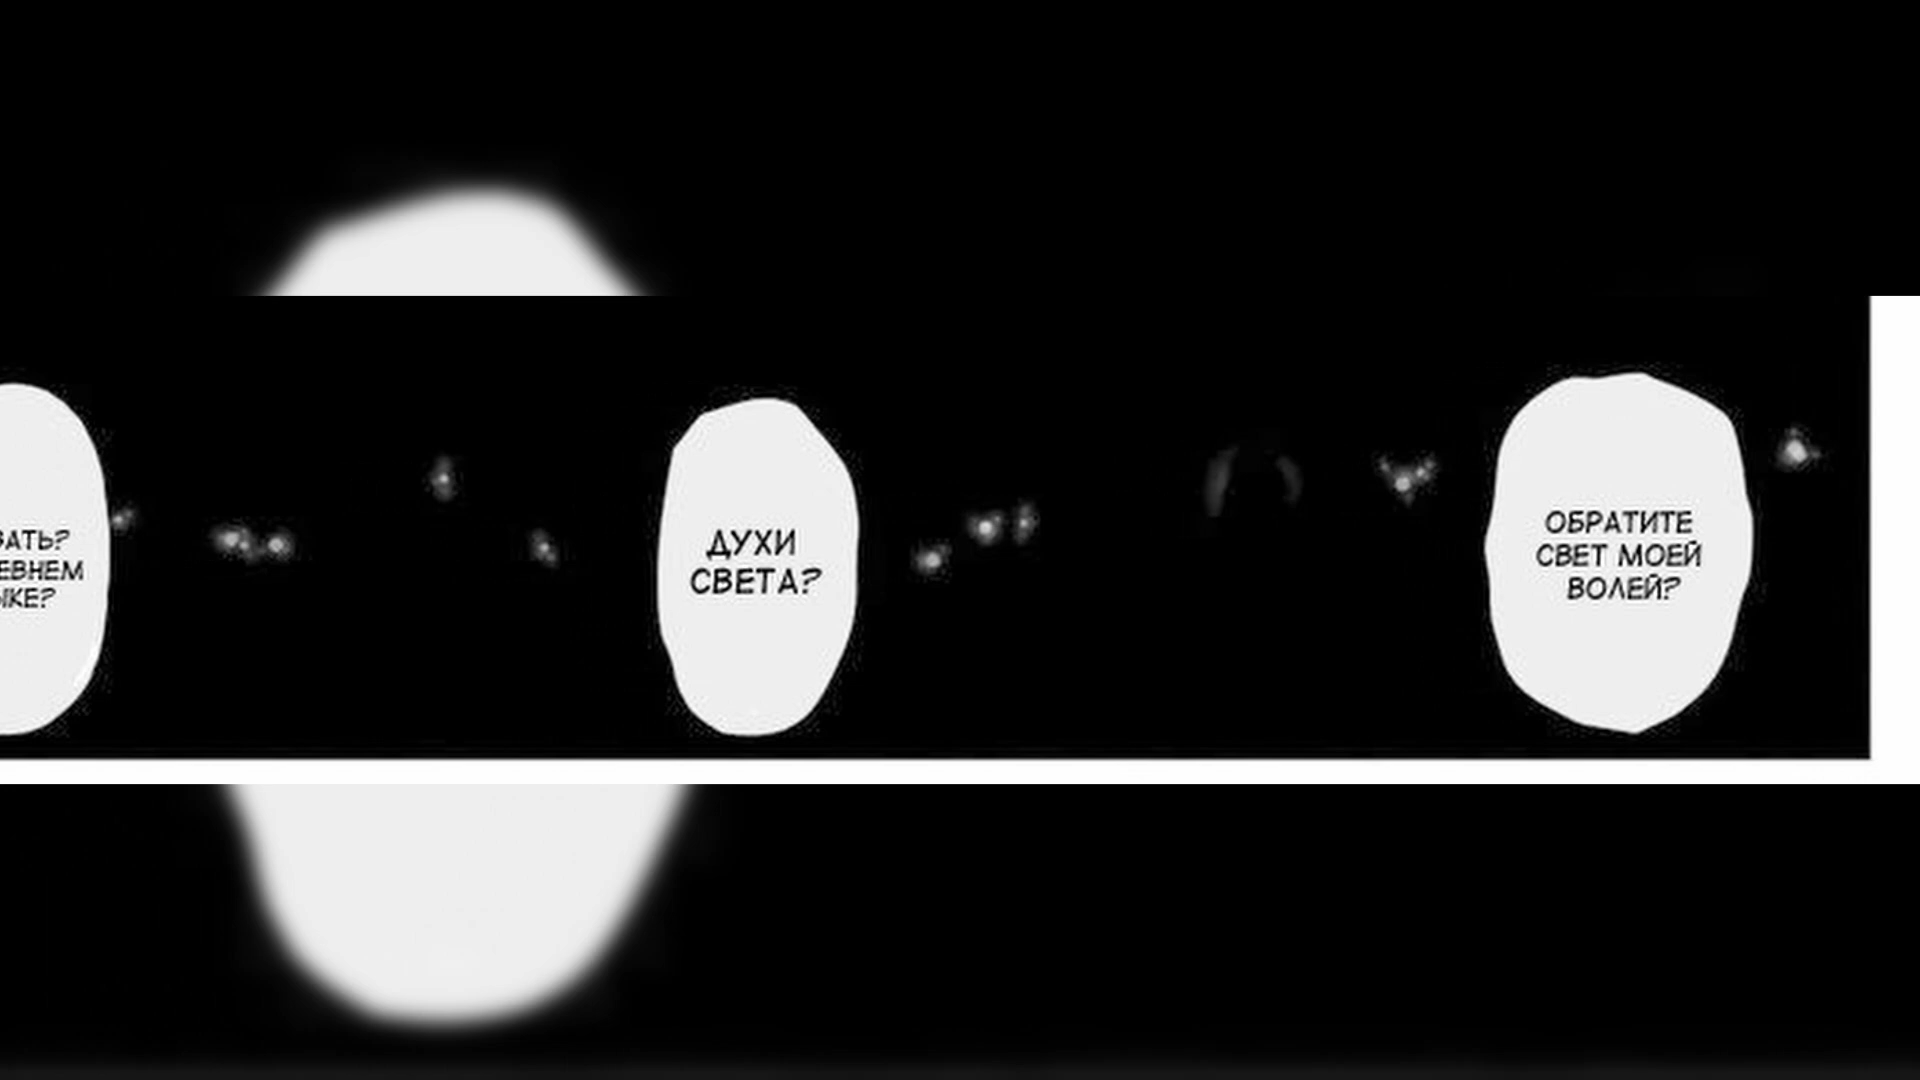 ДУХИ
СВЕТА?
ОБРАТИТЕ
СВЕТ МОЕЙ
ВОЛЕЙ?